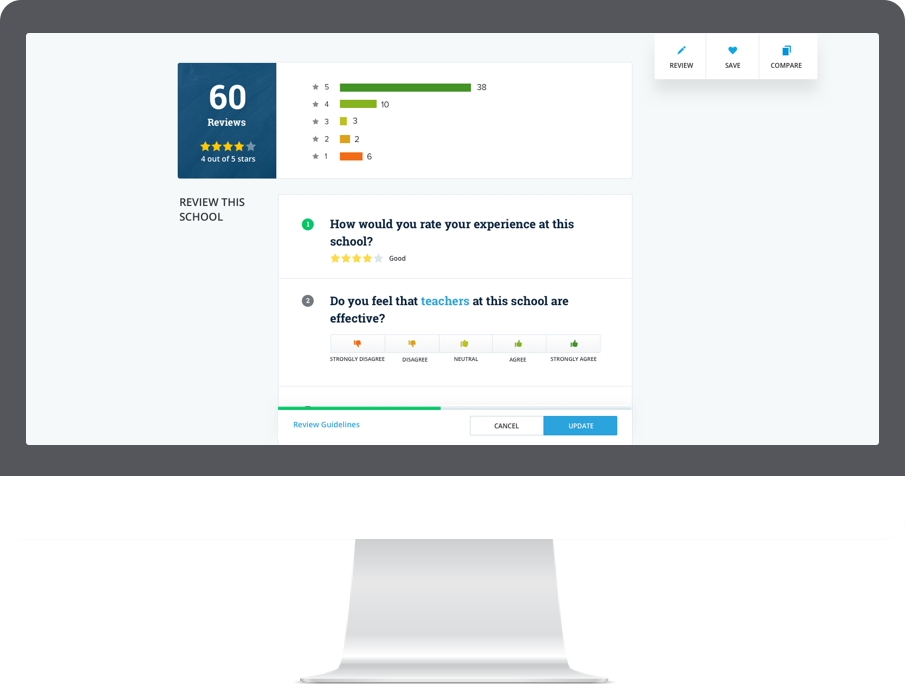 REVIEW
SAVE
COMPARE
60
Reviews
4 out of 5 stars
5 38
4 10
3 3
2 2
1 6
REVIEW THIS
SCHOOL
1 How would you rate your experience at this
school?
Good
2 Do you feel that teachers at this school are
effective?
STRONGLY DISAGREE DISAGREE NEUTRAL AGREE STRONGLY AGREE
Review Guidelines
CANCEL
UPDATE